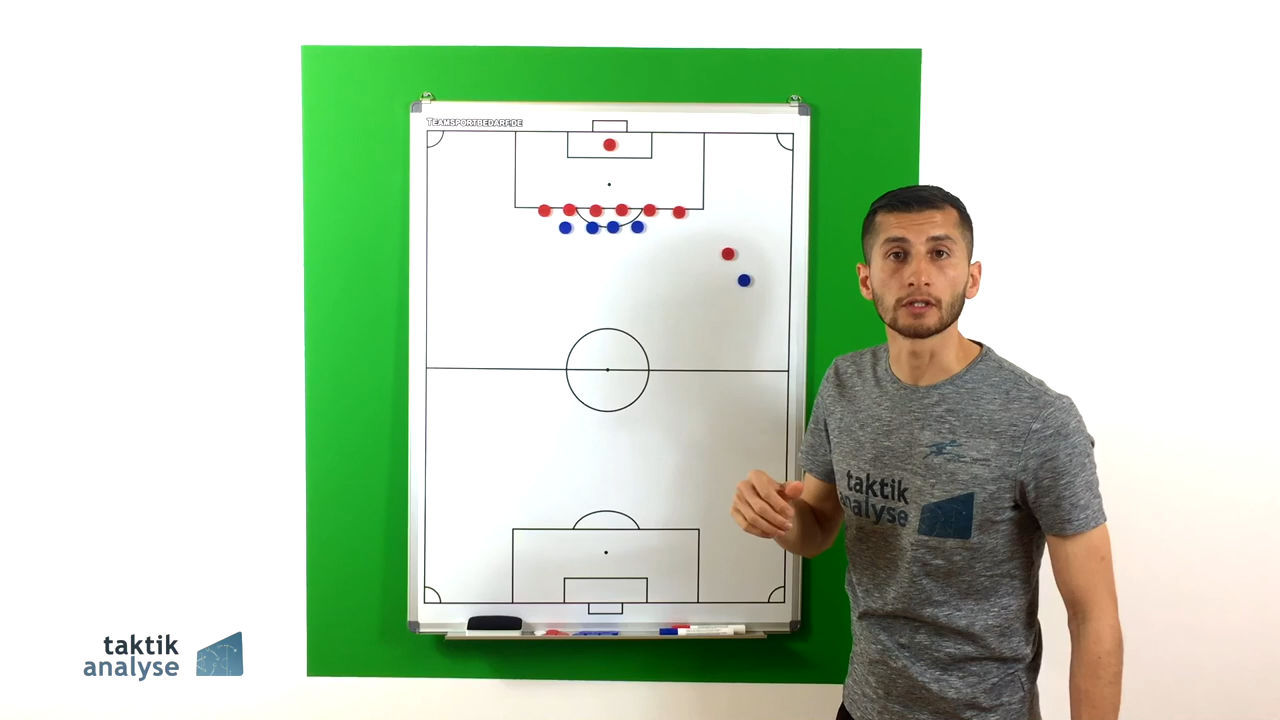 TEAMSPORTBEDARF.DE
taktik
analyse
taktik
analyse